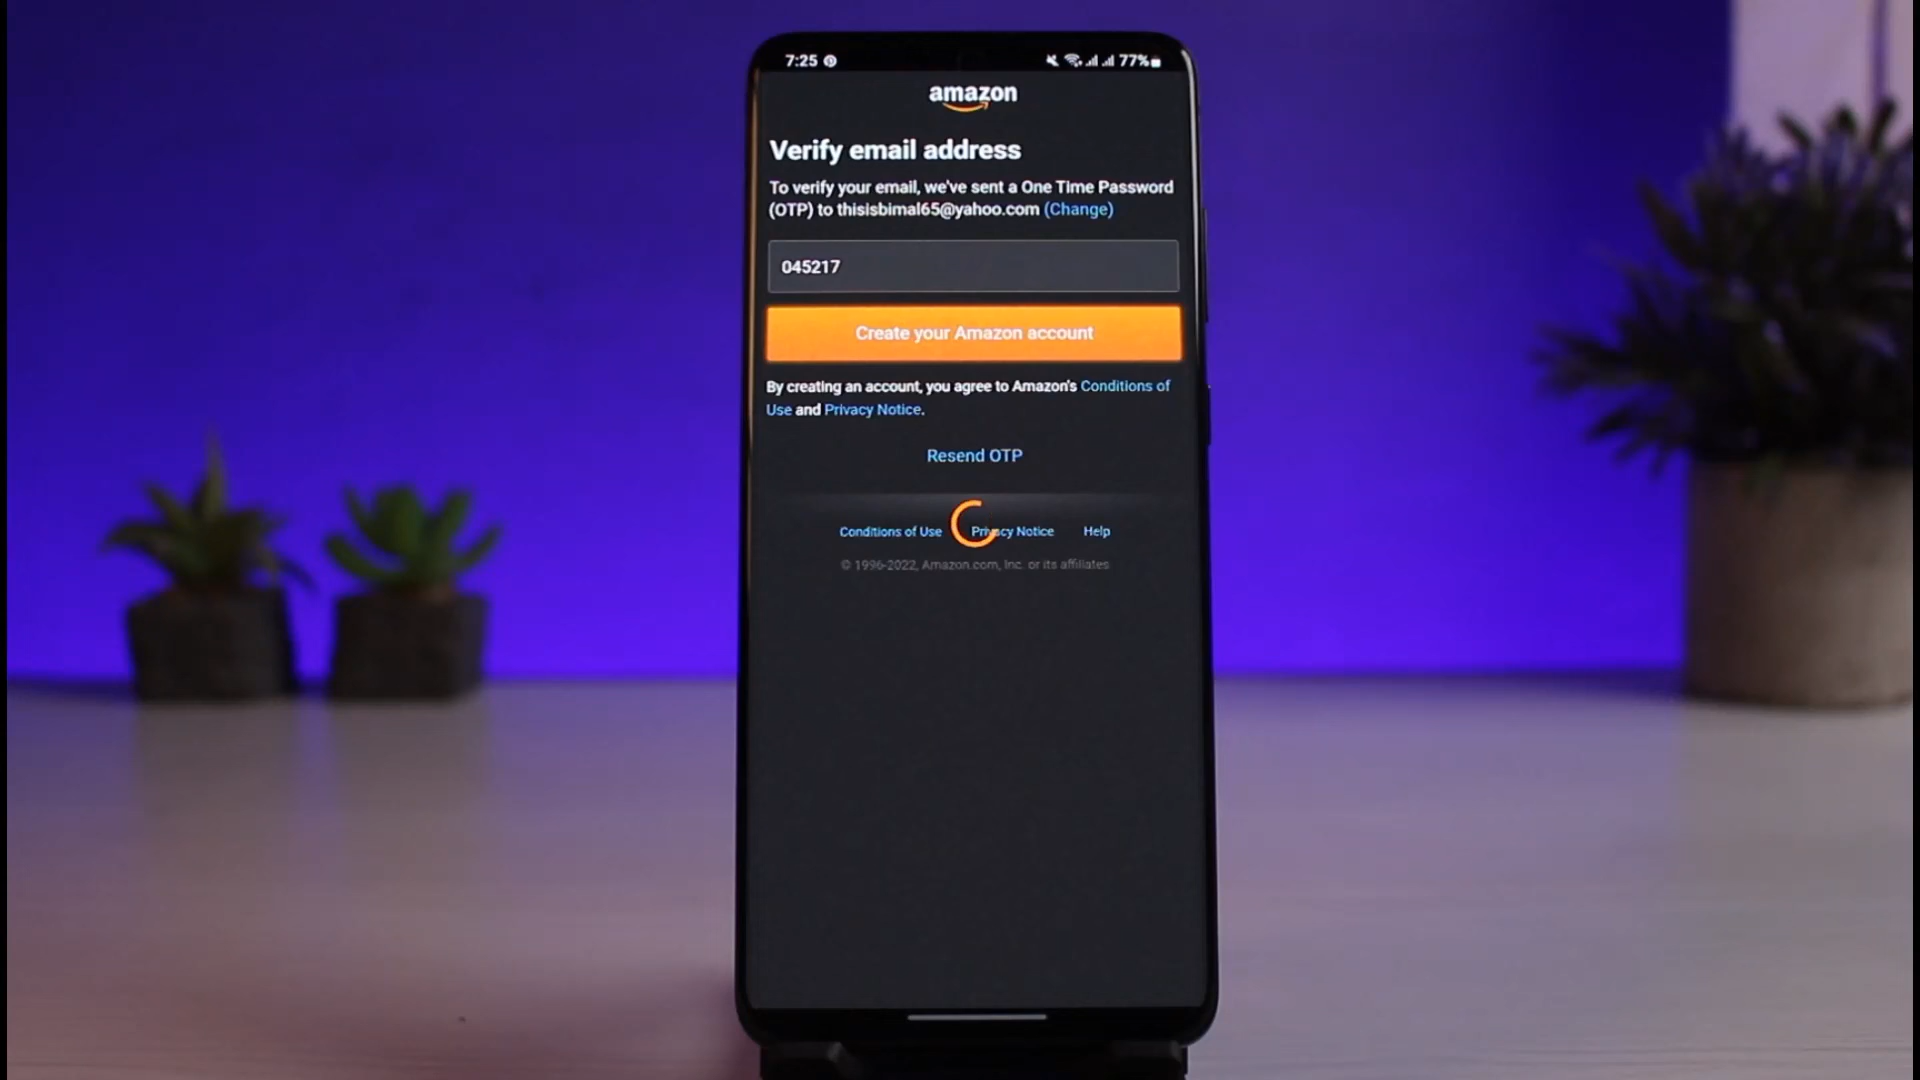 7:25 77%
amazon
Verify email address
To verify your email, we've sent a One Time Password
(OTP) to thisisbimal65@yahoo.com (Change)
045217
Create your Amazon account
By creating an account, you agree to Amazon's Conditions of
Use and Privacy Notice.
Resend OTP
Conditions of Use Privacy Notice Help
© 1996-2022, Amazon.com, Inc. or its affiliates